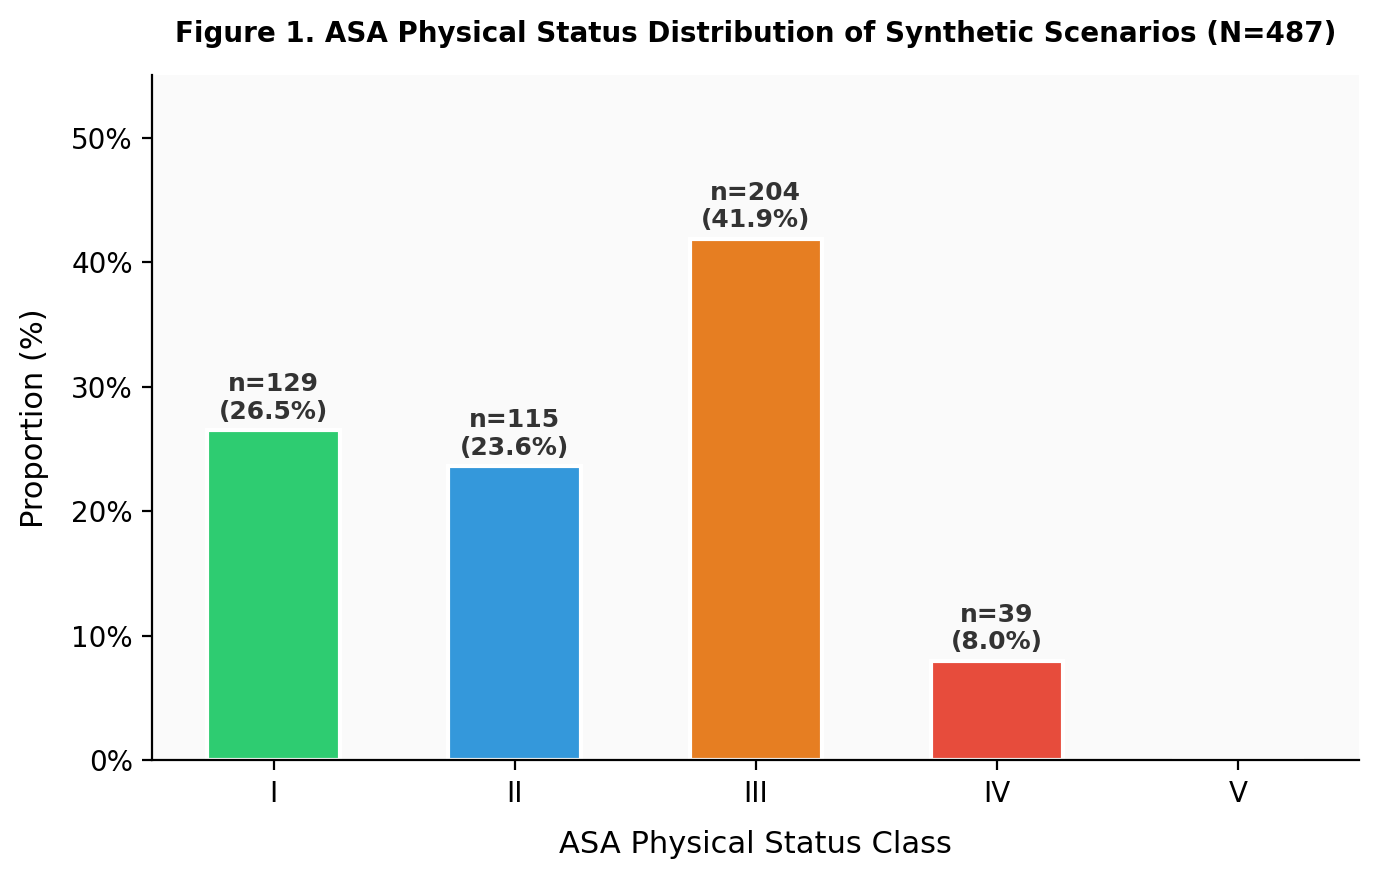 Figure 1. ASA Physical Status Distribution of Synthetic Scenarios (N=487)
Proportion (%)
50%
40%
30%
20%
10%
0%
n=129
(26.5%)
n=115
(23.6%)
n=204
(41.9%)
n=39
(8.0%)
I
II
III
IV
V
ASA Physical Status Class